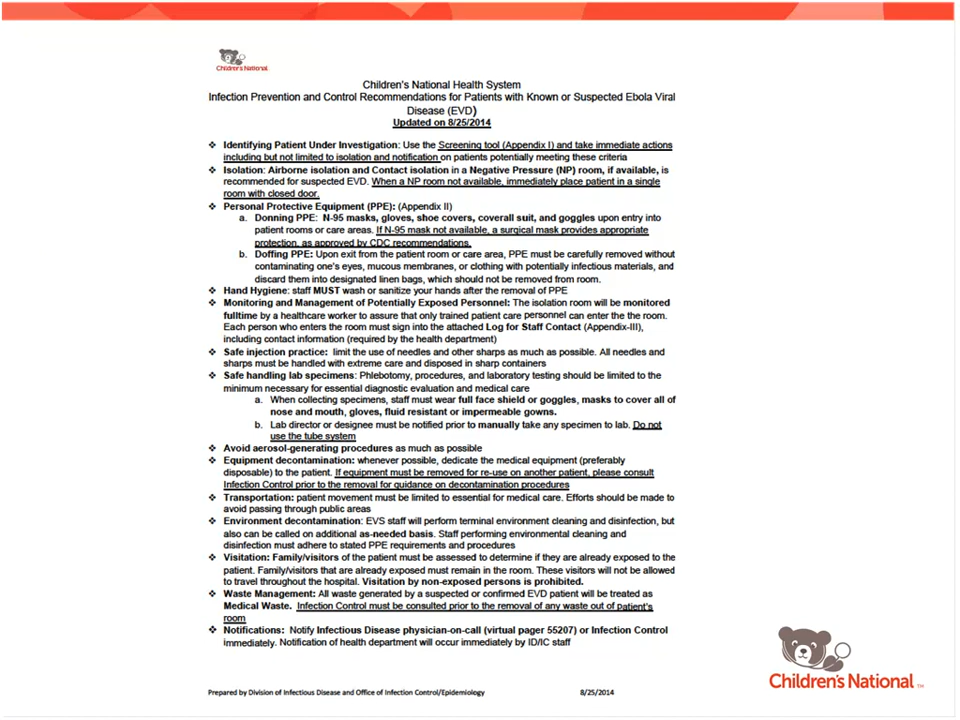 Children's National
Children's National Health System
Infection Prevention and Control Recommendations for Patients with Known or Suspected Ebola Viral
Disease (EVD)
Updated on 8/25/2014
❖ Identifying Patient Under Investigation: Use the Screening tool (Appendix I) and take immediate actions
including but not limited to isolation and notification on patients potentially meeting these criteria
❖ Isolation: Airborne isolation and Contact isolation in a Negative Pressure (NP) room, if available, is
recommended for suspected EVD. When a NP room not available, immediately place patient in a single
room with closed door.
❖ Personal Protective Equipment (PPE): (Appendix II)
a. Donning PPE: N-95 masks, gloves, shoe covers, coverall suit, and goggles upon entry into
patient rooms or care areas. If N-95 mask not available, a surgical mask provides appropriate
protection, as approved by CDC recommendations.
b. Doffing PPE: Upon exit from the patient room or care area, PPE must be carefully removed without
contaminating one's eyes, mucous membranes, or clothing with potentially infectious materials, and
discard them into designated linen bags, which should not be removed from room.
❖ Hand Hygiene: staff MUST wash or sanitize your hands after the removal of PPE
❖ Monitoring and Management of Potentially Exposed Personnel: The isolation room will be monitored
fulltime by a healthcare worker to assure that only trained patient care personnel can enter the the room.
Each person who enters the room must sign into the attached Log for Staff Contact (Appendix-III),
including contact information (required by the health department)
❖ Safe injection practice: limit the use of needles and other sharps as much as possible. All needles and
sharps must be handled with extreme care and disposed in sharp containers
❖ Safe handling lab specimens: Phlebotomy, procedures, and laboratory testing should be limited to the
minimum necessary for essential diagnostic evaluation and medical care
a. When collecting specimens, staff must wear full face shield or goggles, masks to cover all of
nose and mouth, gloves, fluid resistant or impermeable gowns.
b. Lab director or designee must be notified prior to manually take any specimen to lab. Do not
use the tube system
❖ Avoid aerosol-generating procedures as much as possible
❖ Equipment decontamination: whenever possible, dedicate the medical equipment (preferably
disposable) to the patient. If equipment must be removed for re-use on another patient, please consult
Infection Control prior to the removal for guidance on decontamination procedures
❖ Transportation: patient movement must be limited to essential for medical care. Efforts should be made to
avoid passing through public areas
❖ Environment decontamination: EVS staff will perform terminal environment cleaning and disinfection, but
also can be called on additional as-needed basis. Staff performing environmental cleaning and
disinfection must adhere to stated PPE requirements and procedures
❖ Visitation: Family/visitors of the patient must be assessed to determine if they are already exposed to the
patient. Family/visitors that are already exposed must remain in the room. These visitors will not be allowed
to travel throughout the hospital. Visitation by non-exposed persons is prohibited.
❖ Waste Management: All waste generated by a suspected or confirmed EVD patient will be treated as
Medical Waste. Infection Control must be consulted prior to the removal of any waste out of patient's
room
❖ Notifications: Notify Infectious Disease physician-on-call (virtual pager 55207) or Infection Control
immediately. Notification of health department will occur immediately by ID/IC staff
Prepared by Division of Infectious Disease and Office of Infection Control/Epidemiology 8/25/2014
Children's National ™